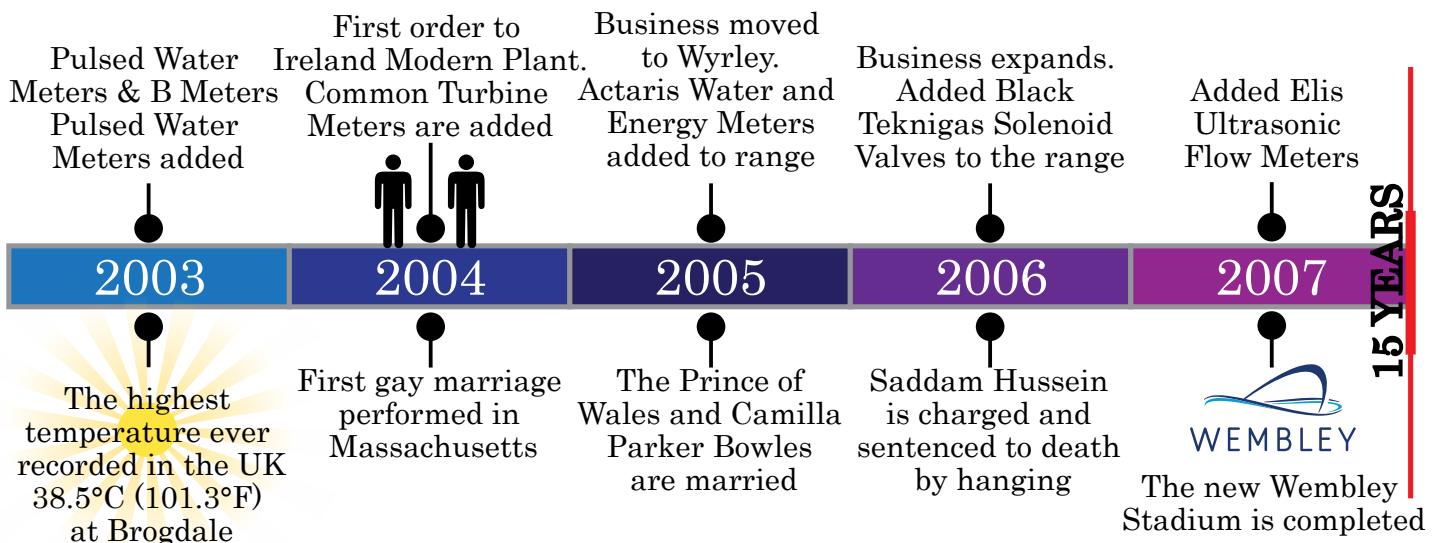 Pulsed Water
Meters & B Meters
Pulsed Water
Meters added
First order to
Ireland Modern Plant.
Common Turbine
Meters are added
Business moved
to Wyrley.
Actaris Water and
Energy Meters
added to range
Business expands.
Added Black
Teknigas Solenoid
Valves to the range
Added Elis
Ultrasonic
Flow Meters
2003
2004
2005
2006
2007
15 YEARS
The highest
temperature ever
recorded in the UK
38.5°C (101.3°F)
at Brogdale
First gay marriage
performed in
Massachusetts
The Prince of
Wales and Camilla
Parker Bowles
are married
Saddam Hussein
is charged and
sentenced to death
by hanging
WEMBLEY
The new Wembley
Stadium is completed